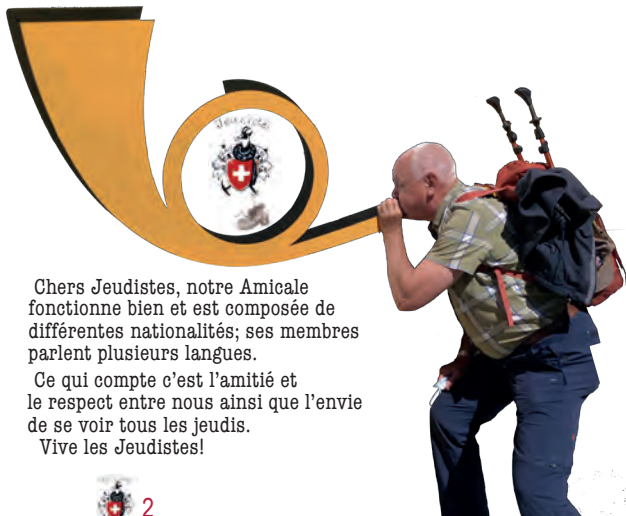 Jeudistes
Chers Jeudistes, notre Amicale
fonctionne bien et est composée de
différentes nationalités; ses membres
parlent plusieurs langues.
Ce qui compte c'est l'amitié et
le respect entre nous ainsi que l'envie
de se voir tous les jeudis.
Vive les Jeudistes!
2